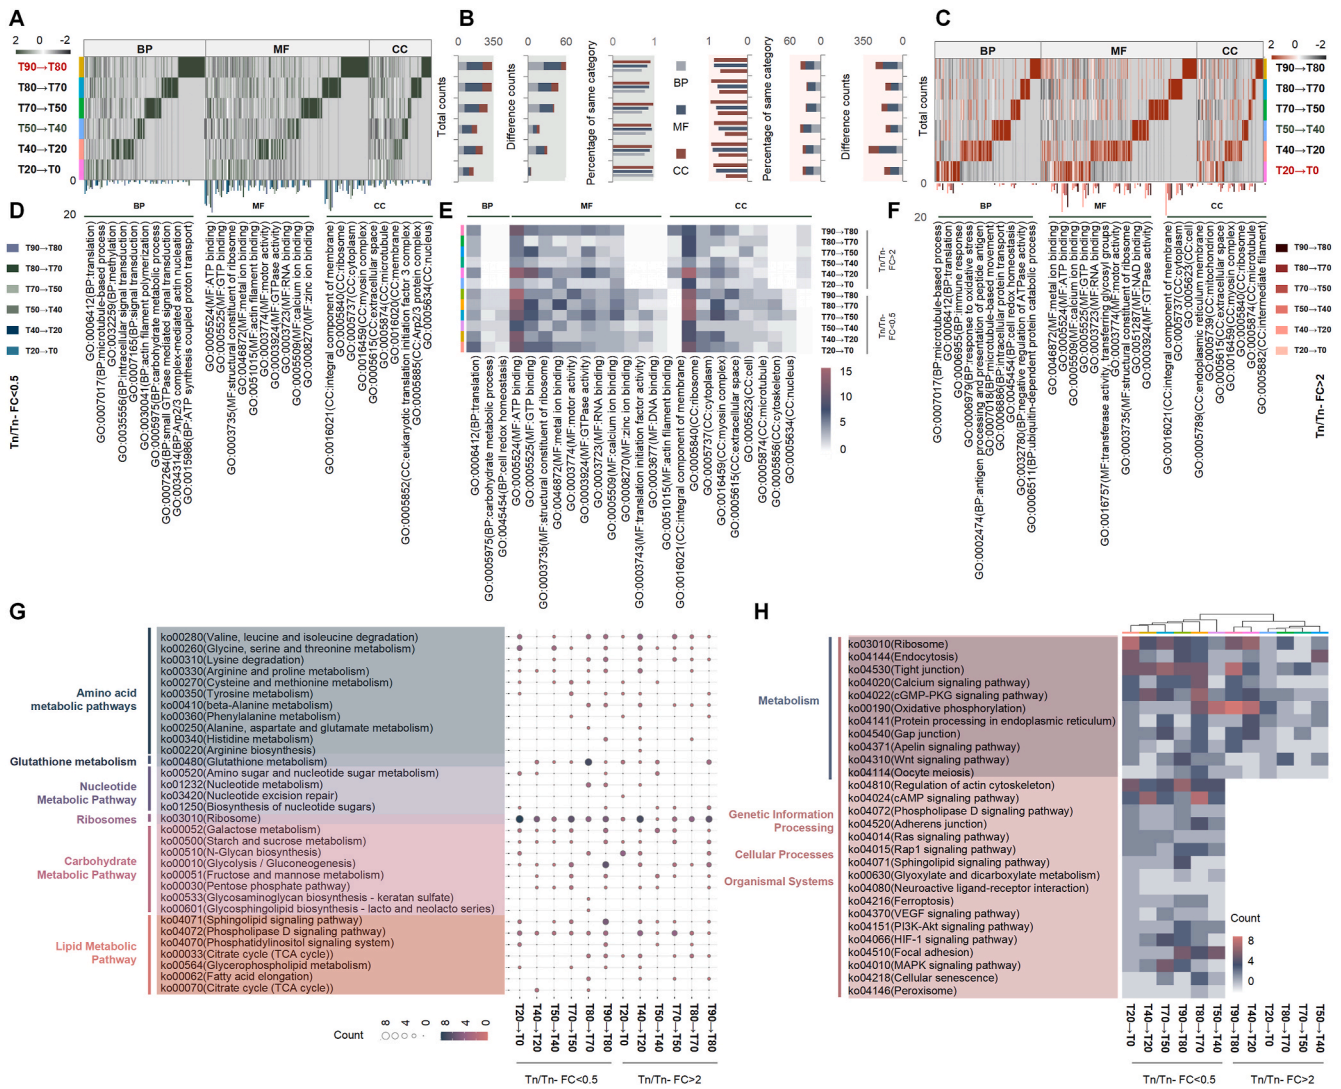 A
2 0 -2
BP
MF
CC
T90→T80
T80→T70
T70→T50
T50→T40
T40→T20
T20→T0
0
20
B
0 350
0 60
0 1
1 0
60 0
350 0
Total counts
Difference counts
Percentage of same category
BP
MF
CC
Percentage of same category
Difference counts
Total counts
C
2 0 -2
BP
MF
CC
T90→T80
T80→T70
T70→T50
T50→T40
T40→T20
T20→T0
0
20
D
BP
MF
CC
T90→T80
T80→T70
T70→T50
T50→T40
T40→T20
T20→T0
Tn/Tn- FC<0.5
GO:0006412(BP:translation)
GO:0007017(BP:microtubule-based process)
GO:0032259(BP:methylation)
GO:0035556(BP:intracellular signal transduction)
GO:0007165(BP:signal transduction)
GO:0030041(BP:actin filament polymerization)
GO:0005975(BP:carbohydrate metabolic process)
GO:0007264(BP:small GTPase mediated signal transduction)
GO:0034314(BP:Arp2/3 complex-mediated actin nucleation)
GO:0015986(BP:ATP synthesis coupled proton transport)
GO:0005524(MF:ATP binding)
GO:0005525(MF:GTP binding)
GO:0003735(MF:structural constituent of ribosome)
GO:0046872(MF:metal ion binding)
GO:0051015(MF:actin filament binding)
GO:0003774(MF:motor activity)
GO:0003924(MF:GTPase activity)
GO:0003723(MF:RNA binding)
GO:0005509(MF:calcium ion binding)
GO:0008270(MF:zinc ion binding)
GO:0016021(CC:integral component of membrane)
GO:0005840(CC:ribosome)
GO:0005737(CC:cytoplasm)
GO:0016459(CC:myosin complex)
GO:0005615(CC:extracellular space)
GO:0005874(CC:microtubule)
GO:0016020(CC:membrane)
GO:0005852(CC:eukaryotic translation initiation factor 3 complex)
GO:0005885(CC:Arp2/3 protein complex)
GO:0005634(CC:nucleus)
E
BP
MF
CC
T90→T80
T80→T70
T70→T50
T50→T40
T40→T20
T20→T0
T90→T80
T80→T70
T70→T50
T50→T40
T40→T20
T20→T0
Tn/Tn- FC>2
Tn/Tn- FC<0.5
GO:0006412(BP:translation)
GO:0005975(BP:carbohydrate metabolic process)
GO:0045454(BP:cell redox homeostasis)
GO:0005524(MF:ATP binding)
GO:0005525(MF:GTP binding)
GO:0003735(MF:structural constituent of ribosome)
GO:0046872(MF:metal ion binding)
GO:0003774(MF:motor activity)
GO:0003924(MF:GTPase activity)
GO:0003723(MF:RNA binding)
GO:0005509(MF:calcium ion binding)
GO:0008270(MF:zinc ion binding)
GO:0003743(MF:translation initiation factor activity)
GO:0003677(MF:DNA binding)
GO:0051015(MF:actin filament binding)
GO:0016021(CC:integral component of membrane)
GO:0005840(CC:ribosome)
GO:0005737(CC:cytoplasm)
GO:0016459(CC:myosin complex)
GO:0005615(CC:extracellular space)
GO:0005623(CC:cell)
GO:0005874(CC:microtubule)
GO:0005856(CC:cytoskeleton)
GO:0005634(CC:nucleus)
15
10
5
0
F
BP
MF
CC
GO:0007017(BP:microtubule-based process)
GO:0006412(BP:translation)
GO:0006955(BP:immune response)
GO:0006979(BP:response to oxidative stress)
GO:0002474(BP:antigen processing and presentation of peptide antigen
GO:0007018(BP:microtubule-based movement)
GO:0006886(BP:intracellular protein transport)
GO:0045454(BP:cell redox homeostasis)
GO:0032780(BP:negative regulation of ATPase activity)
GO:0006511(BP:ubiquitin-dependent protein catabolic process)
GO:0046872(MF:metal ion binding)
GO:0005524(MF:ATP binding)
GO:0005509(MF:calcium ion binding)
GO:0005525(MF:GTP binding)
GO:0016757(MF:transferase activity, transferring glycosyl groups)
GO:0003774(MF:motor activity)
GO:0003735(MF:structural constituent of ribosome)
GO:0003723(MF:RNA binding)
GO:0051287(MF:NAD binding)
GO:0003924(MF:GTPase activity)
GO:0016021(CC:integral component of membrane)
GO:0005737(CC:cytoplasm)
GO:0005623(CC:cell)
GO:0005789(CC:endoplasmic reticulum membrane)
GO:0005739(CC:mitochondrion)
GO:0005615(CC:extracellular space)
GO:0016459(CC:myosin complex)
GO:0005840(CC:ribosome)
GO:0005874(CC:microtubule)
GO:0005882(CC:intermediate filament)
T90→T80
T80→T70
T70→T50
T50→T40
T40→T20
T20→T0
Tn/Tn- FC>2
G
Amino acid
metabolic pathways
Glutathione metabolism
Nucleotide
Metabolic Pathway
Ribosomes
Carbohydrate
Metabolic Pathway
Lipid Metabolic
Pathway
ko00280(Valine, leucine and isoleucine degradation)
ko00260(Glycine, serine and threonine metabolism)
ko00310(Lysine degradation)
ko00330(Arginine and proline metabolism)
ko00270(Cysteine and methionine metabolism)
ko00350(Tyrosine metabolism)
ko00410(beta-Alanine metabolism)
ko00360(Phenylalanine metabolism)
ko00250(Alanine, aspartate and glutamate metabolism)
ko00340(Histidine metabolism)
ko00220(Arginine biosynthesis)
ko00480(Glutathione metabolism)
ko00520(Amino sugar and nucleotide sugar metabolism)
ko01232(Nucleotide metabolism)
ko03420(Nucleotide excision repair)
ko01250(Biosynthesis of nucleotide sugars)
ko03010(Ribosome)
ko00052(Galactose metabolism)
ko00500(Starch and sucrose metabolism)
ko00510(N-Glycan biosynthesis)
ko00010(Glycolysis / Gluconeogenesis)
ko00051(Fructose and mannose metabolism)
ko00030(Pentose phosphate pathway)
ko00533(Glycosaminoglycan biosynthesis - keratan sulfate)
ko00601(Glycosphingolipid biosynthesis - lacto and neolacto series)
ko04071(Sphingolipid signaling pathway)
ko04072(Phospholipase D signaling pathway)
ko04070(Phosphatidylinositol signaling system)
ko00033(Citrate cycle (TCA cycle))
ko00564(Glycerophospholipid metabolism)
ko00062(Fatty acid elongation)
ko00070(Citrate cycle (TCA cycle))
Count
8 4 0
8 4 0
T20→T0
T40→T20
T50→T40
T70→T50
T80→T70
T90→T80
T20→T0
T40→T20
T50→T40
T70→T50
T80→T70
T90→T80
Tn/Tn- FC<0.5
Tn/Tn- FC>2
H
Metabolism
Genetic Information
Processing
Cellular Processes
Organismal Systems
ko03010(Ribosome)
ko04144(Endocytosis)
ko04530(Tight junction)
ko04020(Calcium signaling pathway)
ko04022(cGMP-PKG signaling pathway)
ko00190(Oxidative phosphorylation)
ko04141(Protein processing in endoplasmic reticulum)
ko04540(Gap junction)
ko04371(Apelin signaling pathway)
ko04310(Wnt signaling pathway)
ko04114(Oocyte meiosis)
ko04810(Regulation of actin cytoskeleton)
ko04024(cAMP signaling pathway)
ko04072(Phospholipase D signaling pathway)
ko04520(Adherens junction)
ko04014(Ras signaling pathway)
ko04015(Rap1 signaling pathway)
ko04071(Sphingolipid signaling pathway)
ko00630(Glyoxylate and dicarboxylate metabolism)
ko04080(Neuroactive ligand-receptor interaction)
ko04216(Ferroptosis)
ko04370(VEGF signaling pathway)
ko04151(PI3K-Akt signaling pathway)
ko04066(HIF-1 signaling pathway)
ko04510(Focal adhesion)
ko04010(MAPK signaling pathway)
ko04218(Cellular senescence)
ko04146(Peroxisome)
Count
8
4
0
T20→T0
T40→T20
T70→T50
T90→T80
T80→T70
T50→T40
T90→T80
T40→T20
T20→T0
T80→T70
T70→T50
T50→T40
Tn/Tn- FC<0.5
Tn/Tn- FC>2